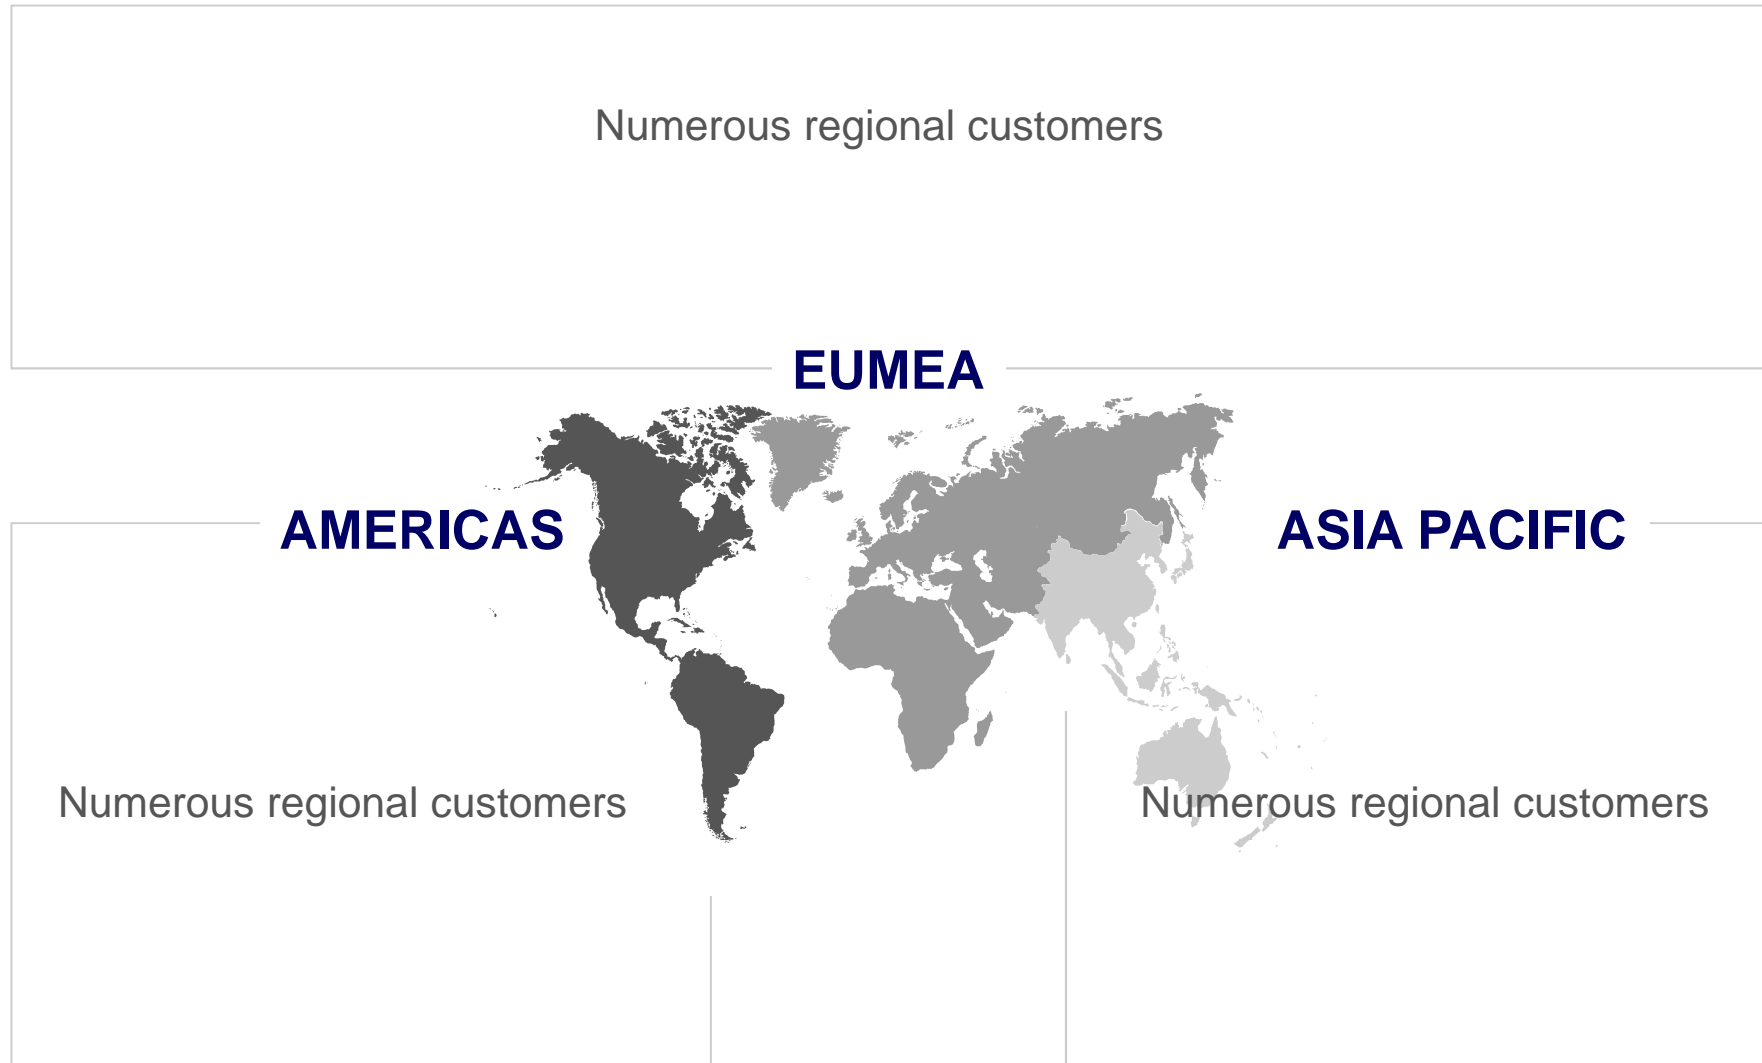 Numerous regional customers
EUMEA
AMERICAS
ASIA PACIFIC
Numerous regional customers
Numerous regional customers